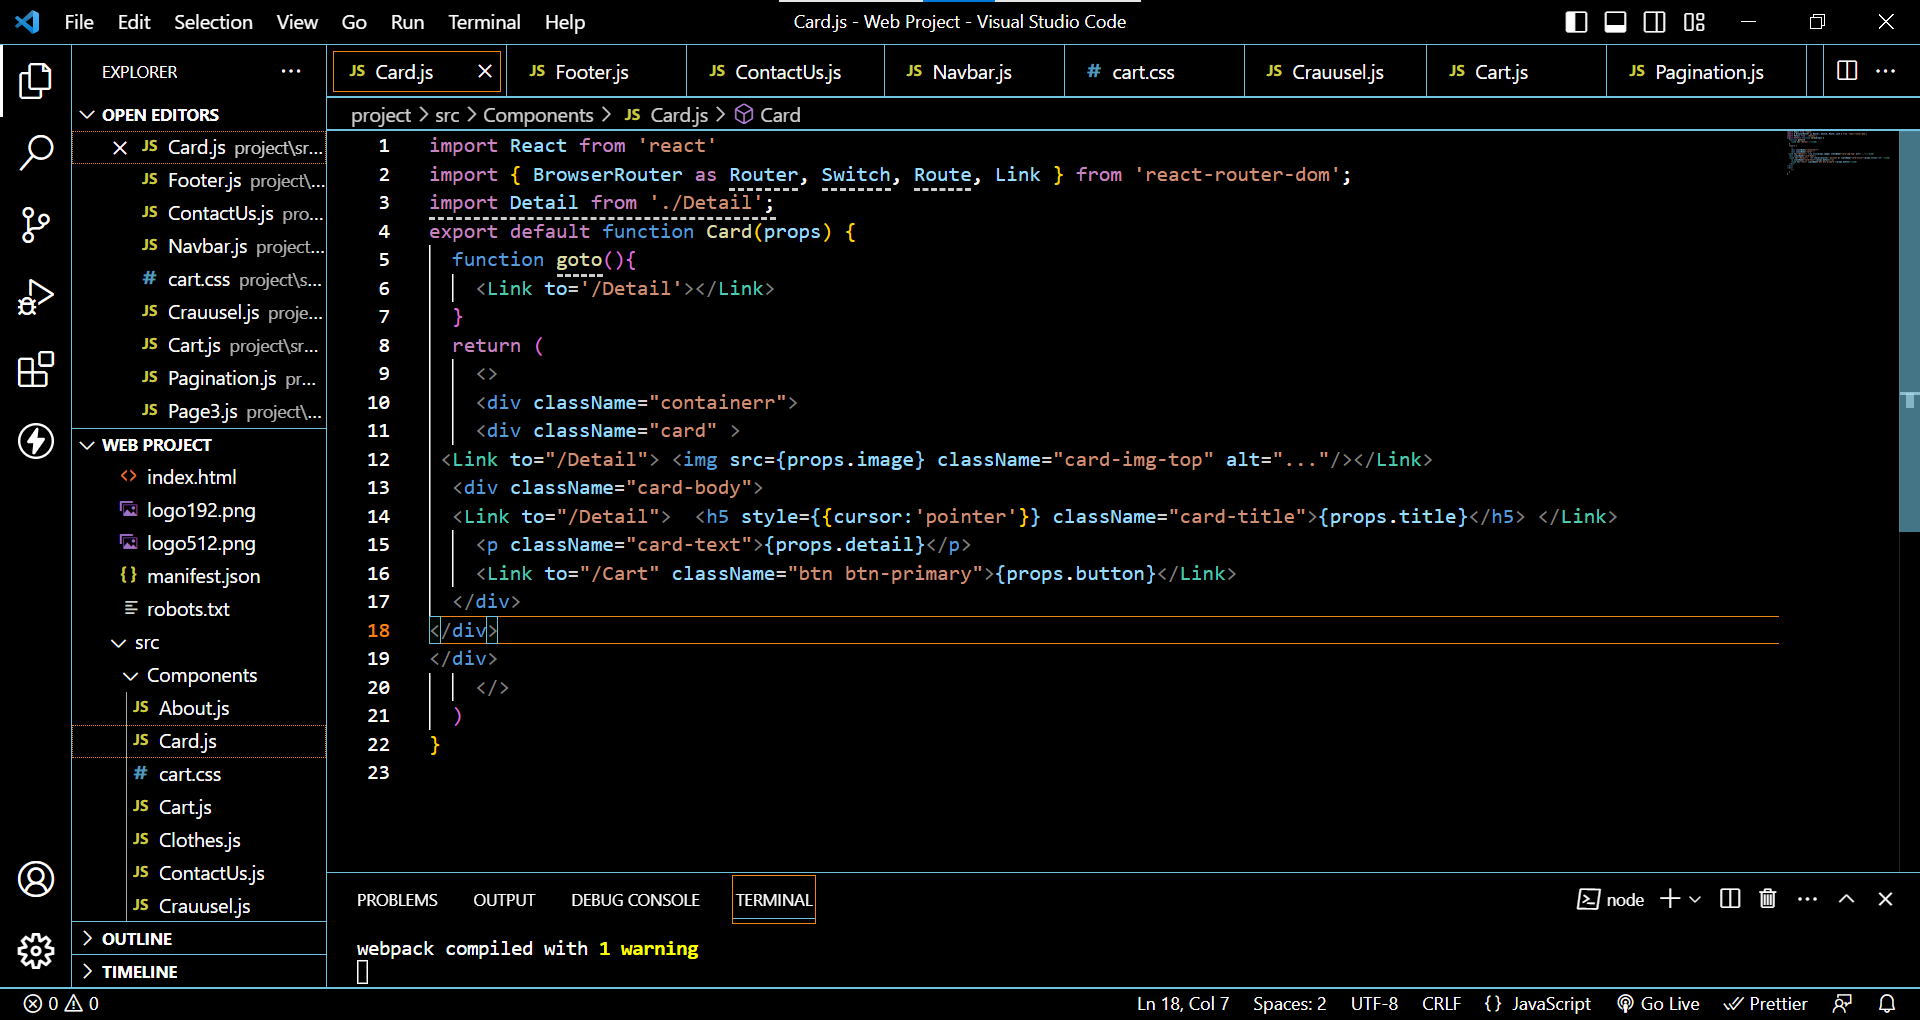 File Edit Selection View Go Run Terminal Help
Card.js - Web Project - Visual Studio Code
EXPLORER
OPEN EDITORS
Card.js project\sr...
Footer.js project\...
ContactUs.js pro...
Navbar.js project...
cart.css project\s...
Crauusel.js proje...
Cart.js project\sr...
Pagination.js pr...
Page3.js project\...
WEB PROJECT
index.html
logo192.png
logo512.png
manifest.json
robots.txt
src
Components
About.js
Card.js
cart.css
Cart.js
Clothes.js
ContactUs.js
Crauusel.js
OUTLINE
TIMELINE
JS Card.js JS Footer.js JS ContactUs.js JS Navbar.js # cart.css JS Crauusel.js JS Cart.js JS Pagination.js
project > src > Components > JS Card.js > Card
1 import React from 'react'
2 import { BrowserRouter as Router, Switch, Route, Link } from 'react-router-dom';
3 import Detail from './Detail';
4 export default function Card(props) {
5   function goto(){
6     <Link to='/Detail'></Link>
7   }
8   return (
9     <>
10     <div className="containerr">
11     <div className="card" >
12  <Link to="/Detail"> <img src={props.image} className="card-img-top" alt="..."/></Link>
13   <div className="card-body">
14   <Link to="/Detail">  <h5 style={{cursor:'pointer'}} className="card-title">{props.title}</h5> </Link>
15     <p className="card-text">{props.detail}</p>
16     <Link to="/Cart" className="btn btn-primary">{props.button}</Link>
17   </div>
18 </div>
19 </div>
20     </>
21   )
22 }
23
PROBLEMS OUTPUT DEBUG CONSOLE TERMINAL
node
webpack compiled with 1 warning
0 0
Ln 18, Col 7 Spaces: 2 UTF-8 CRLF {} JavaScript Go Live Prettier